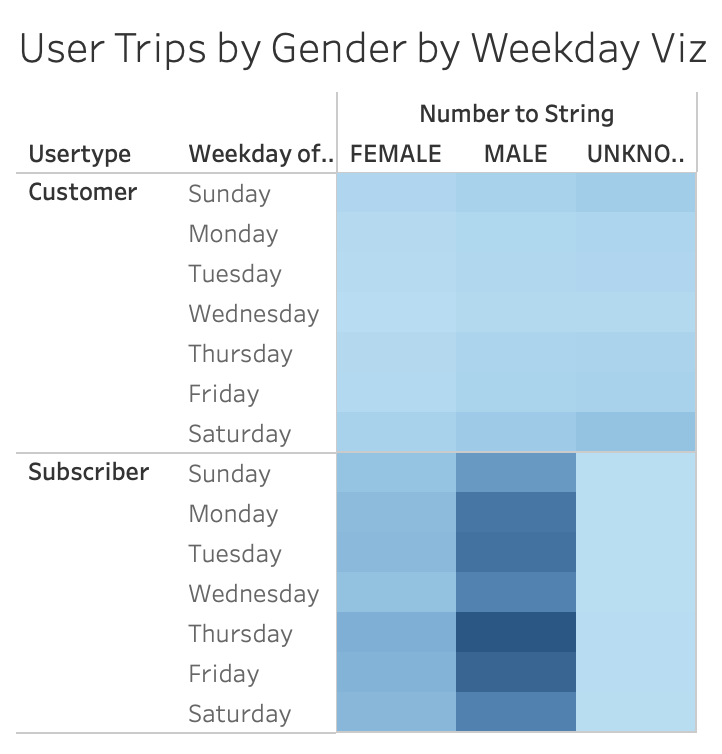 User Trips by Gender by Weekday Viz
Number to String
Usertype Weekday of.. FEMALE MALE UNKNO..
Customer Sunday
Monday
Tuesday
Wednesday
Thursday
Friday
Saturday
Subscriber Sunday
Monday
Tuesday
Wednesday
Thursday
Friday
Saturday